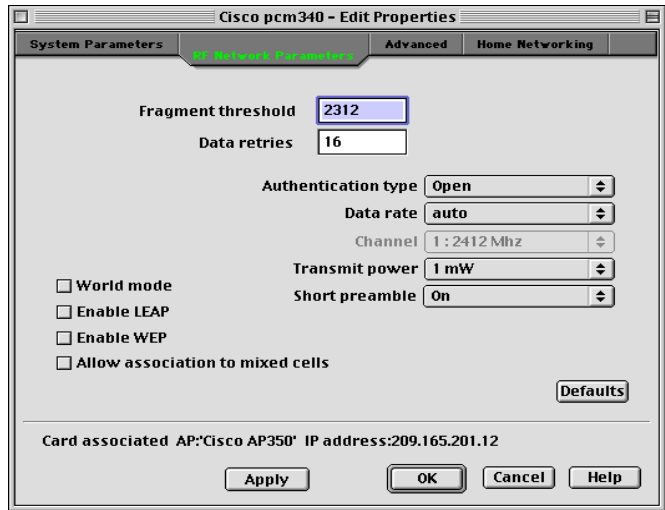 Cisco pcm340 - Edit Properties
System Parameters
RF Network Parameters
Advanced
Home Networking
Fragment threshold 2312
Data retries 16
Authentication type Open
Data rate auto
Channel 1 : 2412 Mhz
Transmit power 1 mW
Short preamble On
World mode
Enable LEAP
Enable WEP
Allow association to mixed cells
Defaults
Card associated AP:'Cisco AP350' IP address:209.165.201.12
Apply OK Cancel Help